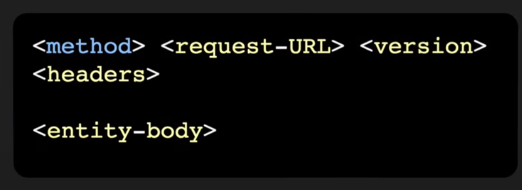 <method> <request-URL> <version>
<headers>
<entity-body>